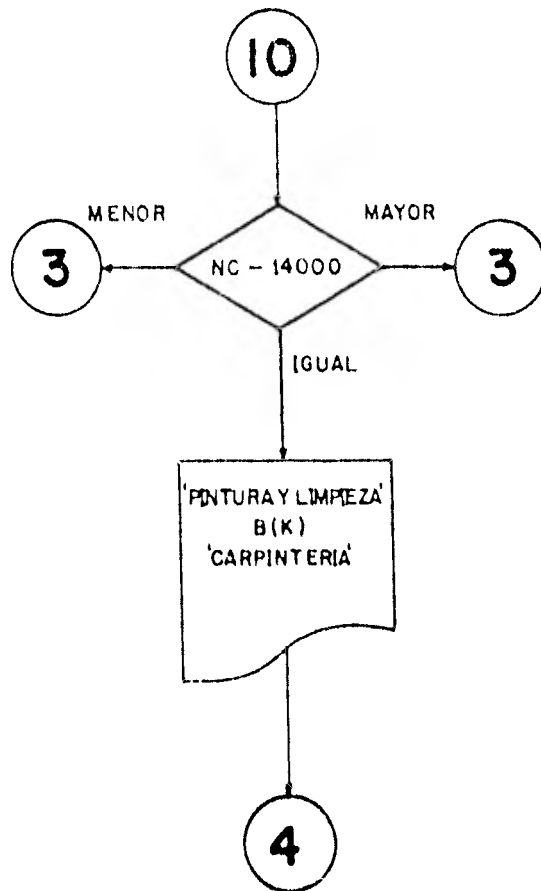 10
MENOR
MAYOR
3
NC - 14000
3
IGUAL
'PINTURA Y LIMPIEZA'
B(K)
'CARPINTERIA'
4